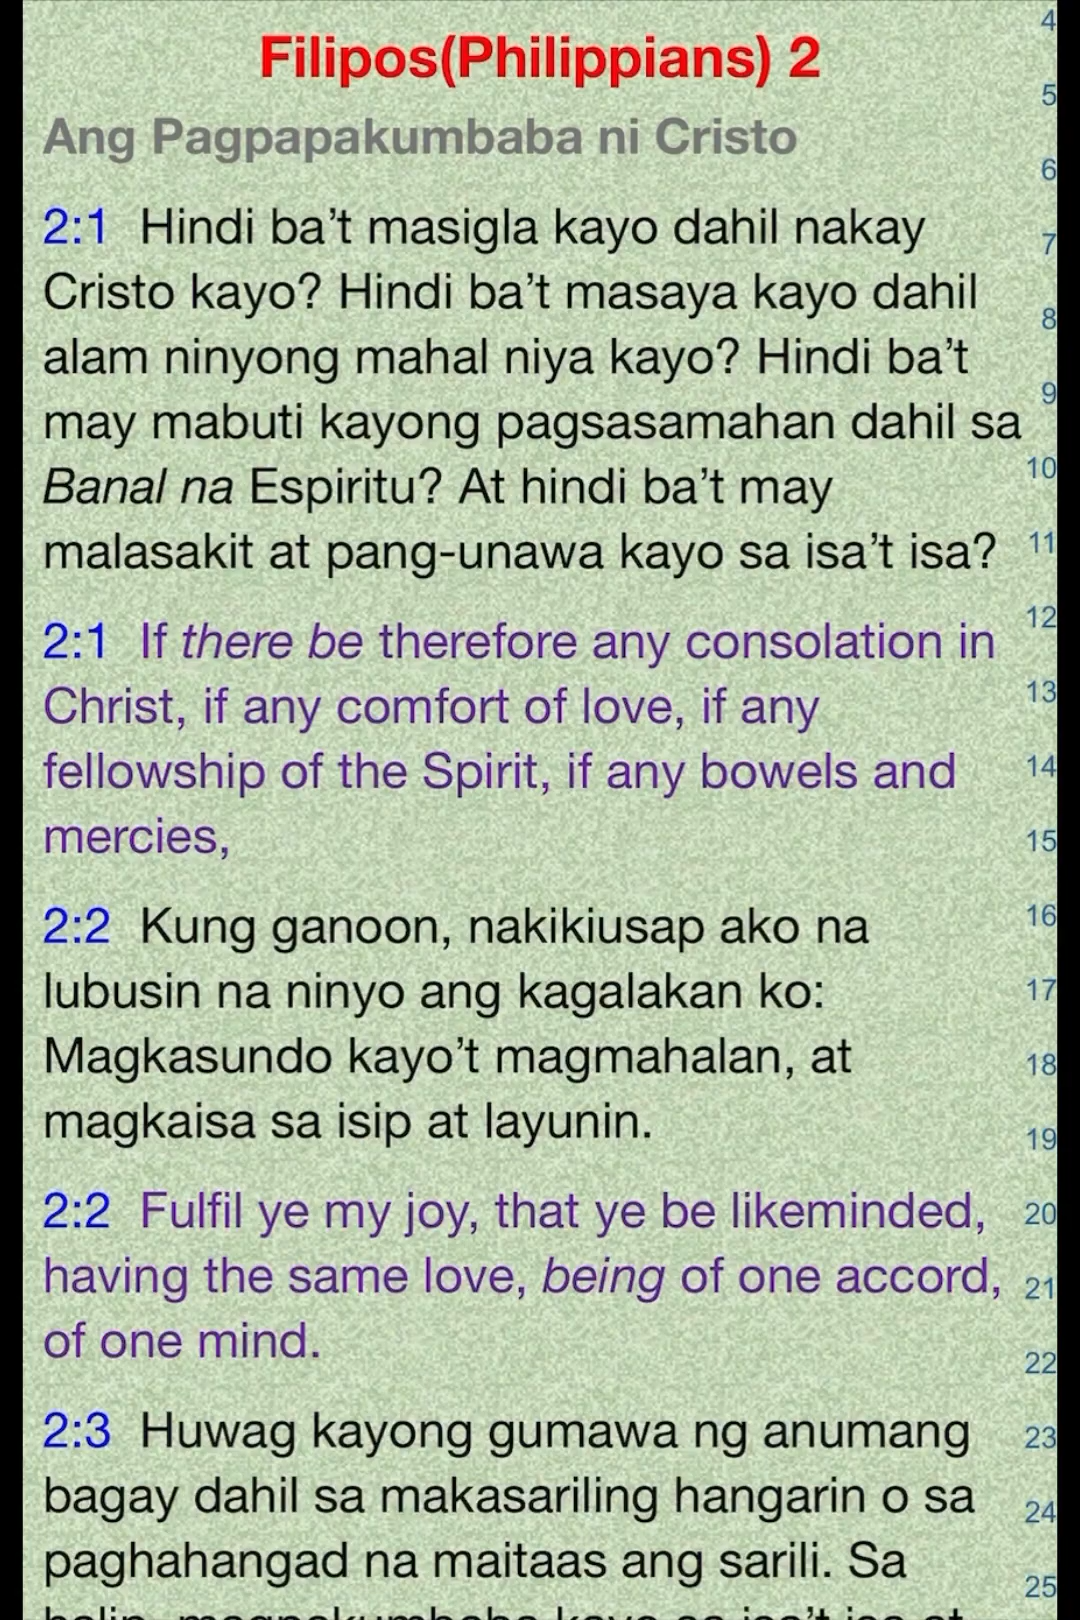 Filipos(Philippians) 2
Ang Pagpapakumbaba ni Cristo
2:1 Hindi ba’t masigla kayo dahil nakay
Cristo kayo? Hindi ba’t masaya kayo dahil
alam ninyong mahal niya kayo? Hindi ba’t
may mabuti kayong pagsasamahan dahil sa
Banal na Espiritu? At hindi ba’t may
malasakit at pang-unawa kayo sa isa’t isa?
2:1 If there be therefore any consolation in
Christ, if any comfort of love, if any
fellowship of the Spirit, if any bowels and
mercies,
2:2 Kung ganoon, nakikiusap ako na
lubusin na ninyo ang kagalakan ko:
Magkasundo kayo’t magmahalan, at
magkaisa sa isip at layunin.
2:2 Fulfil ye my joy, that ye be likeminded,
having the same love, being of one accord,
of one mind.
2:3 Huwag kayong gumawa ng anumang
bagay dahil sa makasariling hangarin o sa
paghahangad na maitaas ang sarili. Sa
4
5
6
7
8
9
10
11
12
13
14
15
16
17
18
19
20
21
22
23
24
25